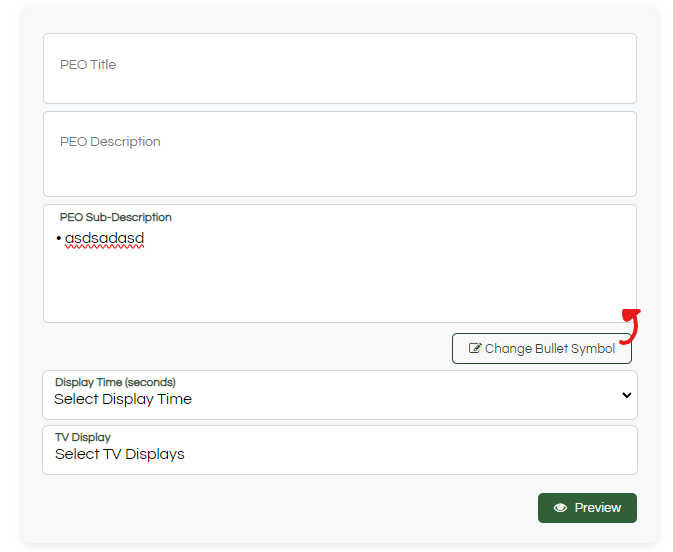 PEO Title
PEO Description
PEO Sub-Description
• asdsadasd
Change Bullet Symbol
Display Time (seconds)
Select Display Time
TV Display
Select TV Displays
Preview